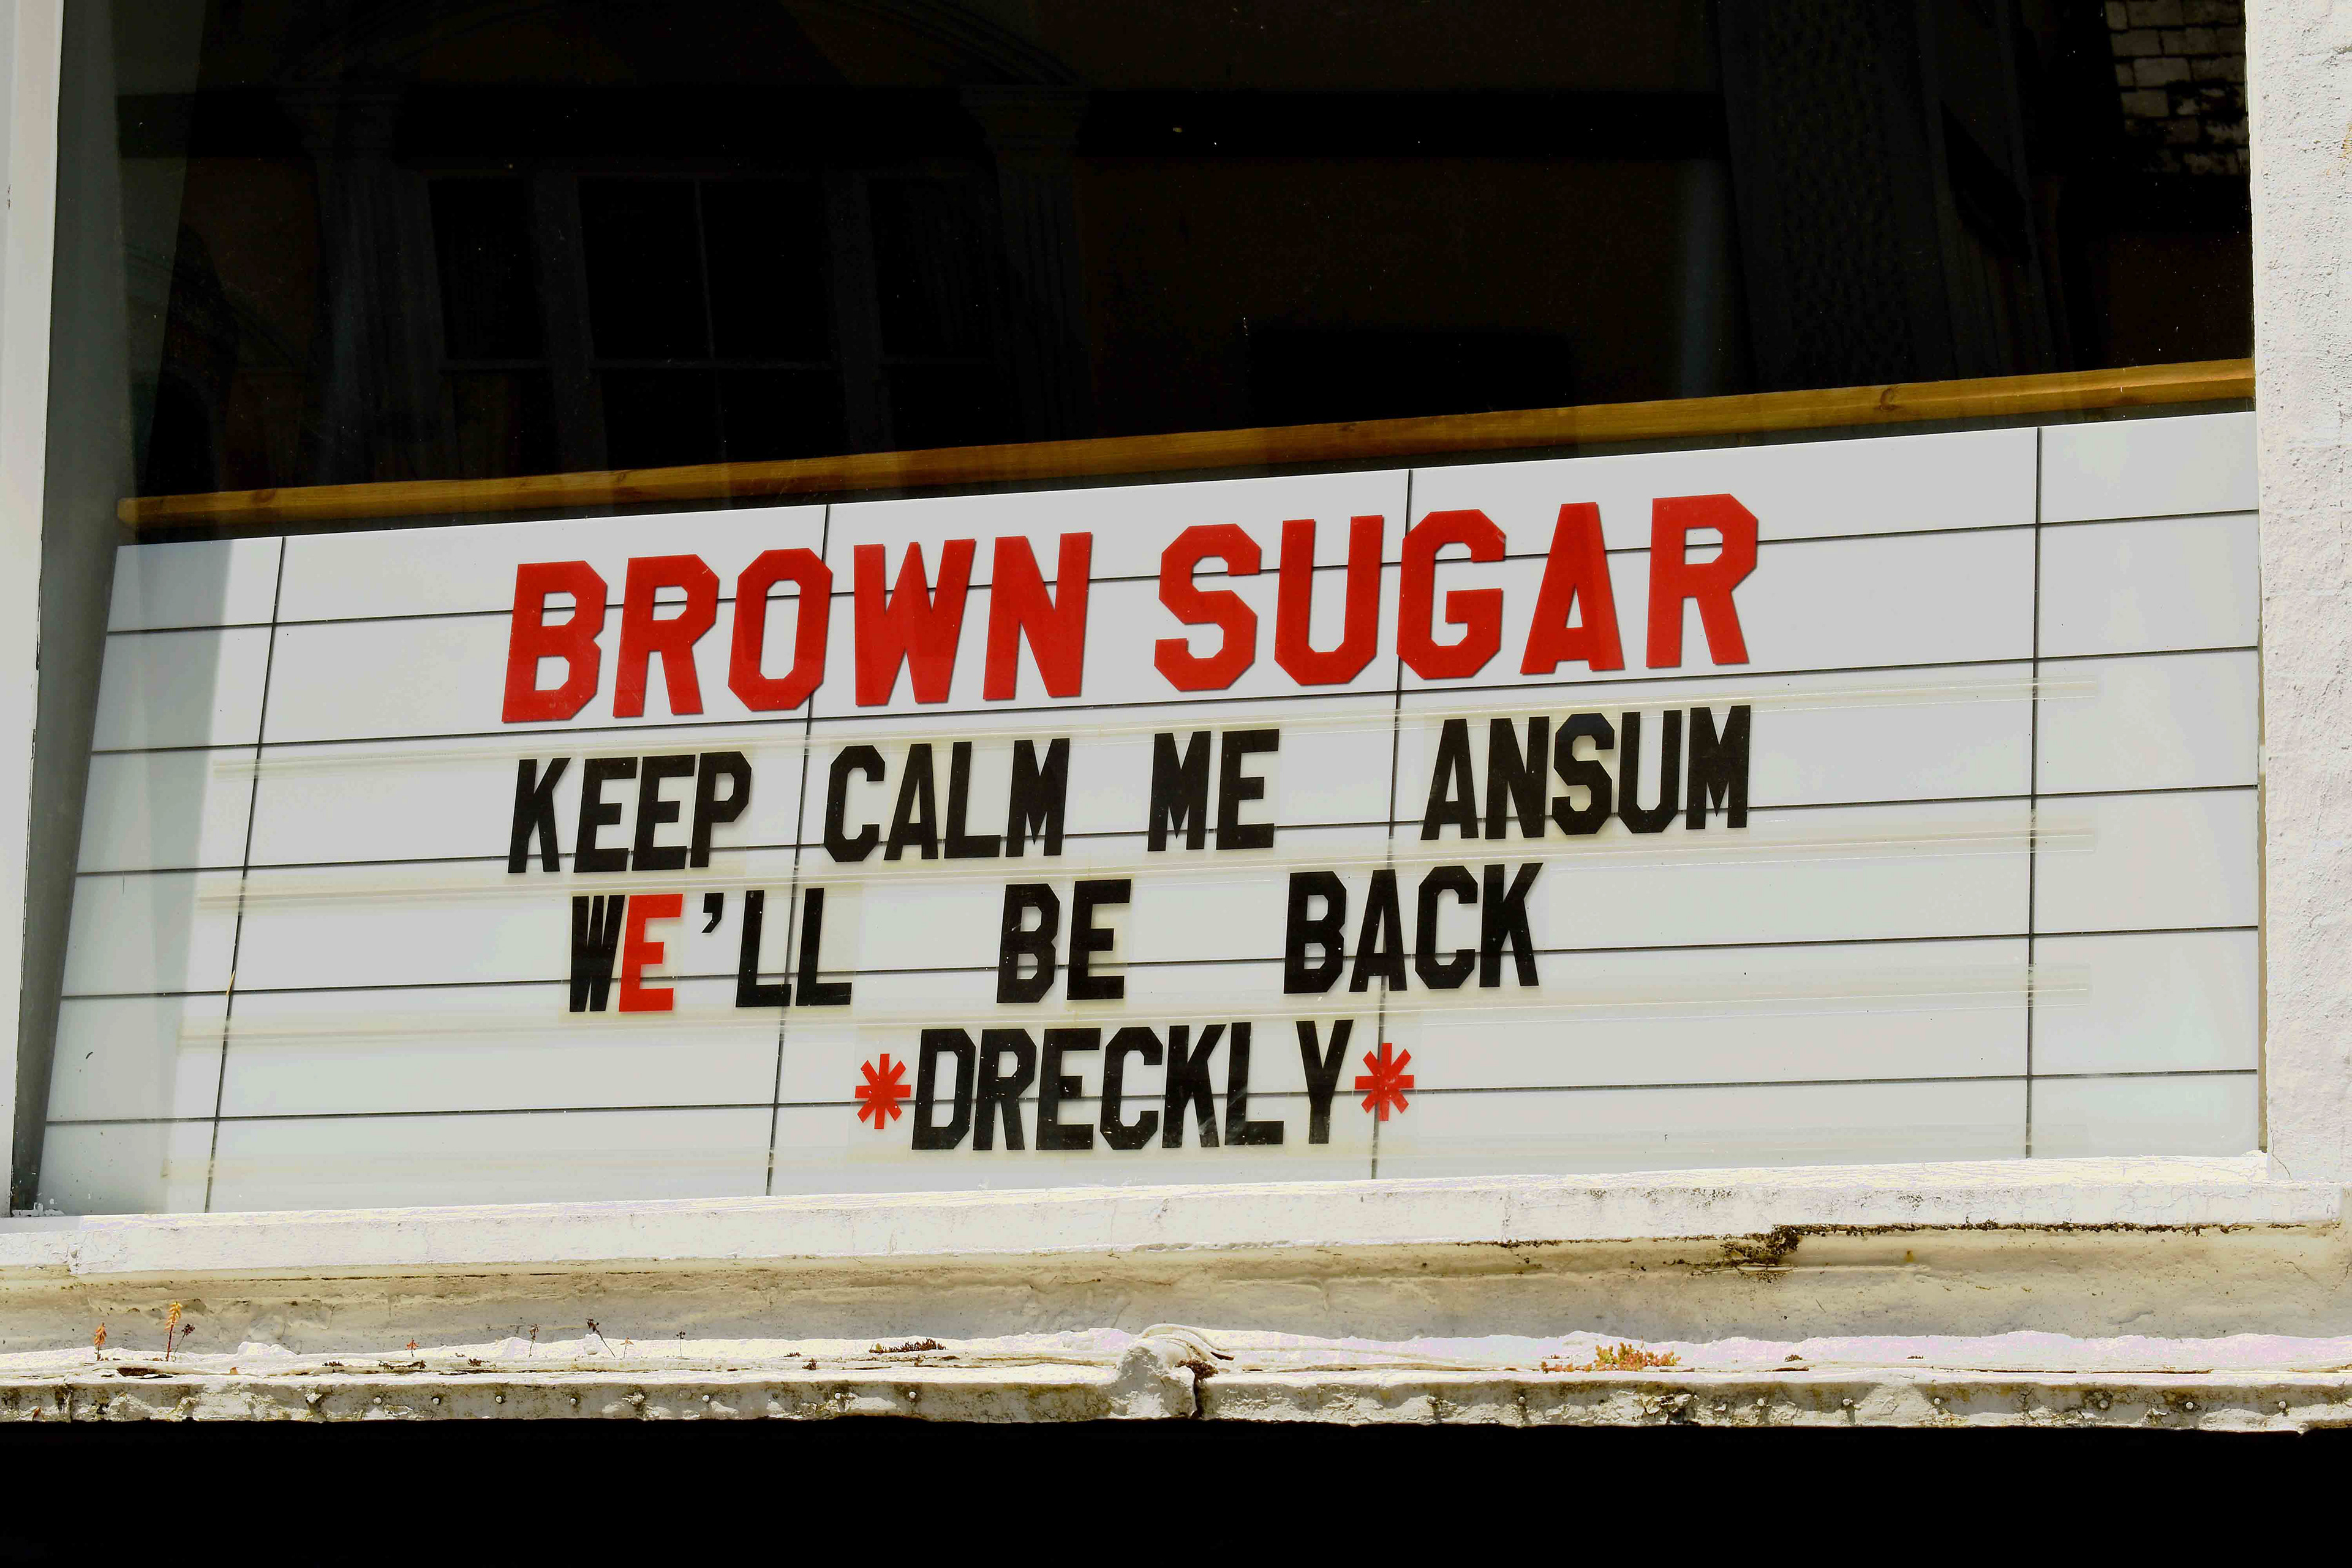 BROWN SUGAR
KEEP CALM ME ANSUM
WE'LL BE BACK
*DRECKLY*